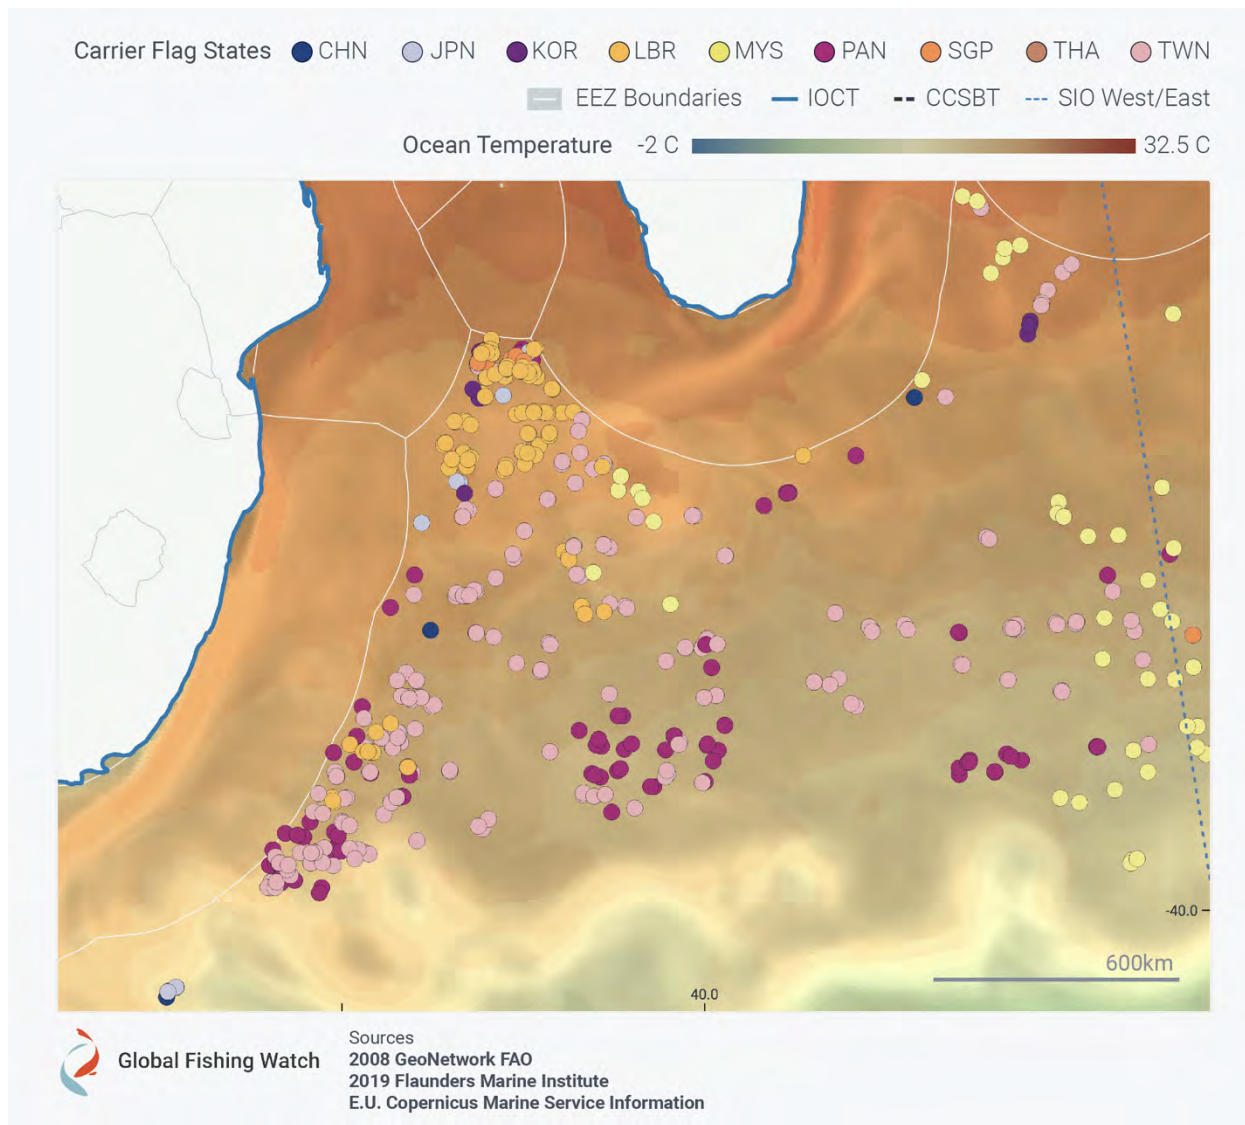 Carrier Flag States CHN JPN KOR LBR MYS PAN SGP THA TWN
EEZ Boundaries IOCT CCSBT SIO West/East
Ocean Temperature -2 C 32.5 C
-40.0
600km
40.0
Global Fishing Watch
Sources
2008 GeoNetwork FAO
2019 Flaunders Marine Institute
E.U. Copernicus Marine Service Information